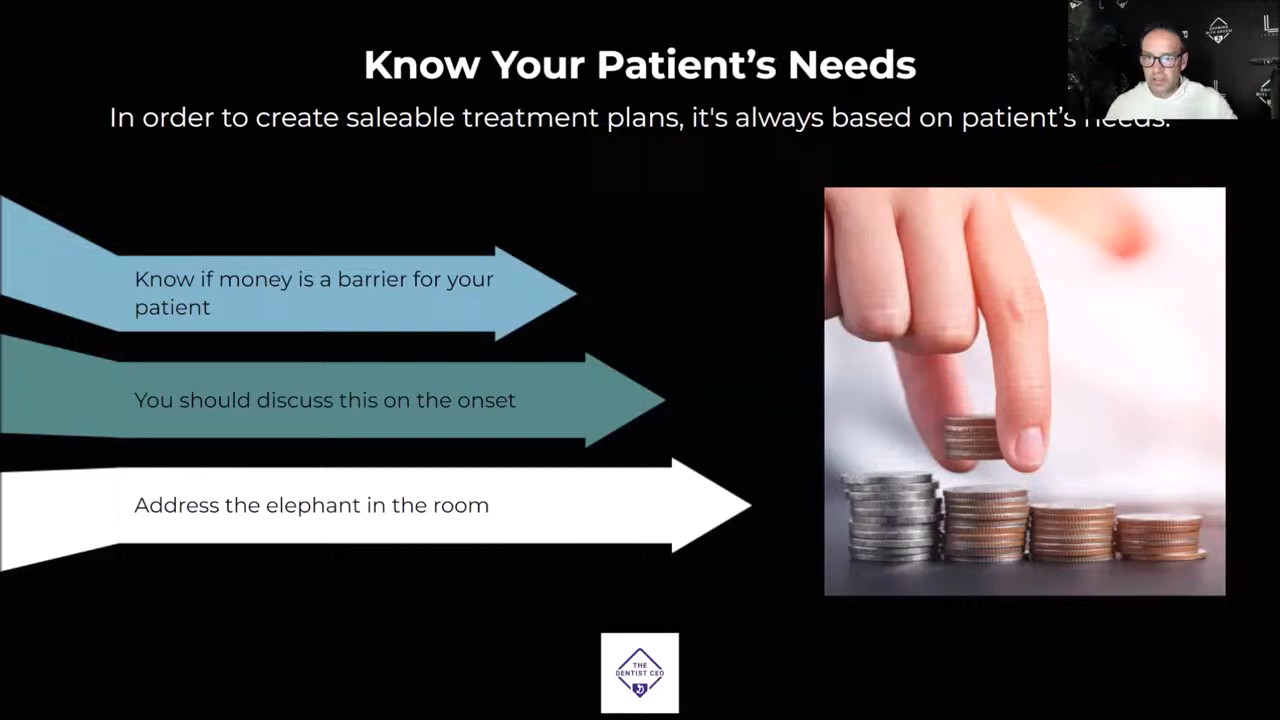 Know Your Patient's Needs
In order to create saleable treatment plans, it's always based on patient's needs.
Know if money is a barrier for your
patient
You should discuss this on the onset
Address the elephant in the room
THE
DENTIST CEO